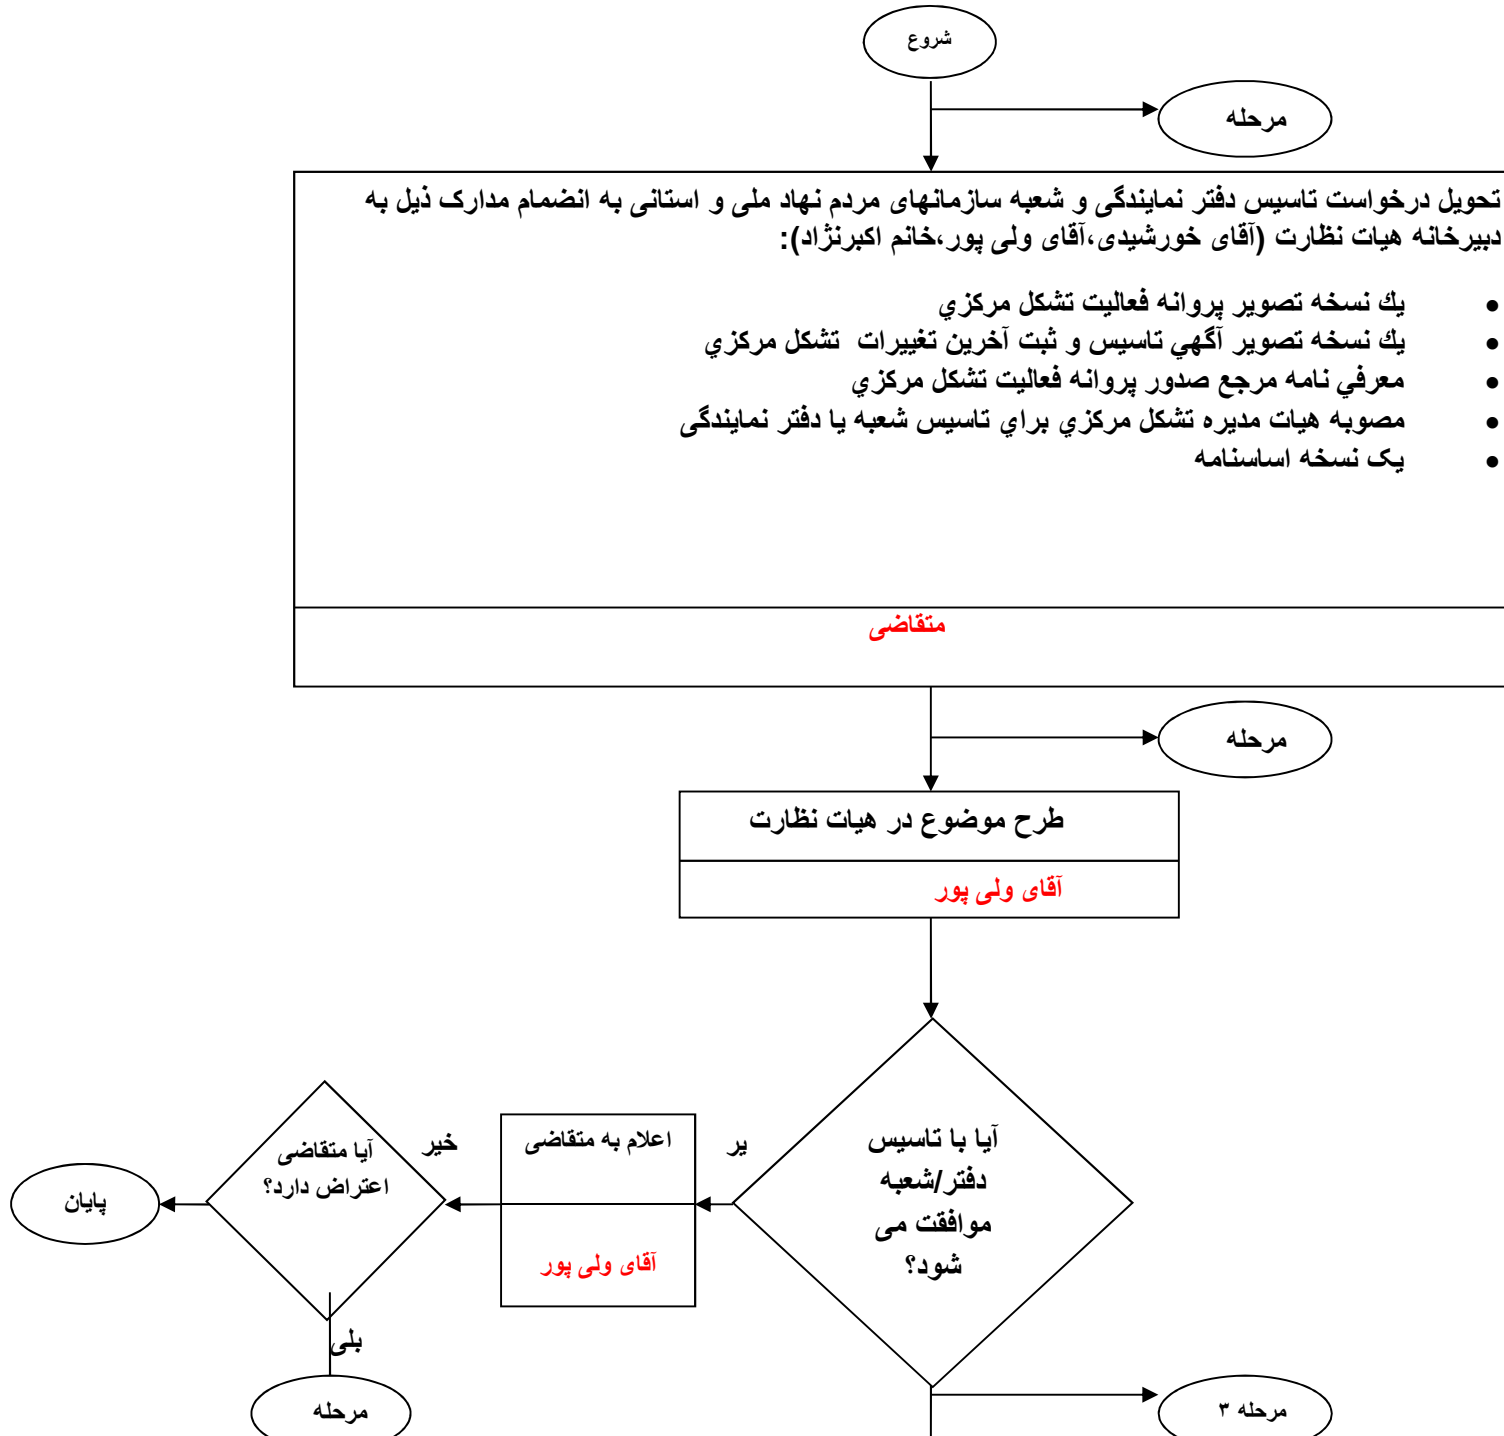 شروع
مرحله
تحویل درخواست تاسیس دفتر نمایندگی و شعبه سازمانهای مردم نهاد ملی و استانی به انضمام مدارک ذیل به
دبیرخانه هیات نظارت (آقای خورشیدی،آقای ولی پور،خانم اکبرنژاد):
• يك نسخه تصوير پروانه فعاليت تشكل مركزي
• يك نسخه تصوير آگهي تاسيس و ثبت آخرين تغييرات تشكل مركزي
• معرفي نامه مرجع صدور پروانه فعاليت تشكل مركزي
• مصوبه هيات مديره تشكل مركزي براي تاسيس شعبه يا دفتر نمایندگی
• یک نسخه اساسنامه
متقاضی
مرحله
طرح موضوع در هیات نظارت
آقای ولی پور
آیا با تاسیس
دفتر/شعبه
موافقت می
شود؟
یر
اعلام به متقاضی
آقای ولی پور
خیر
آیا متقاضی
اعتراض دارد؟
پایان
بلی
مرحله
مرحله ۳